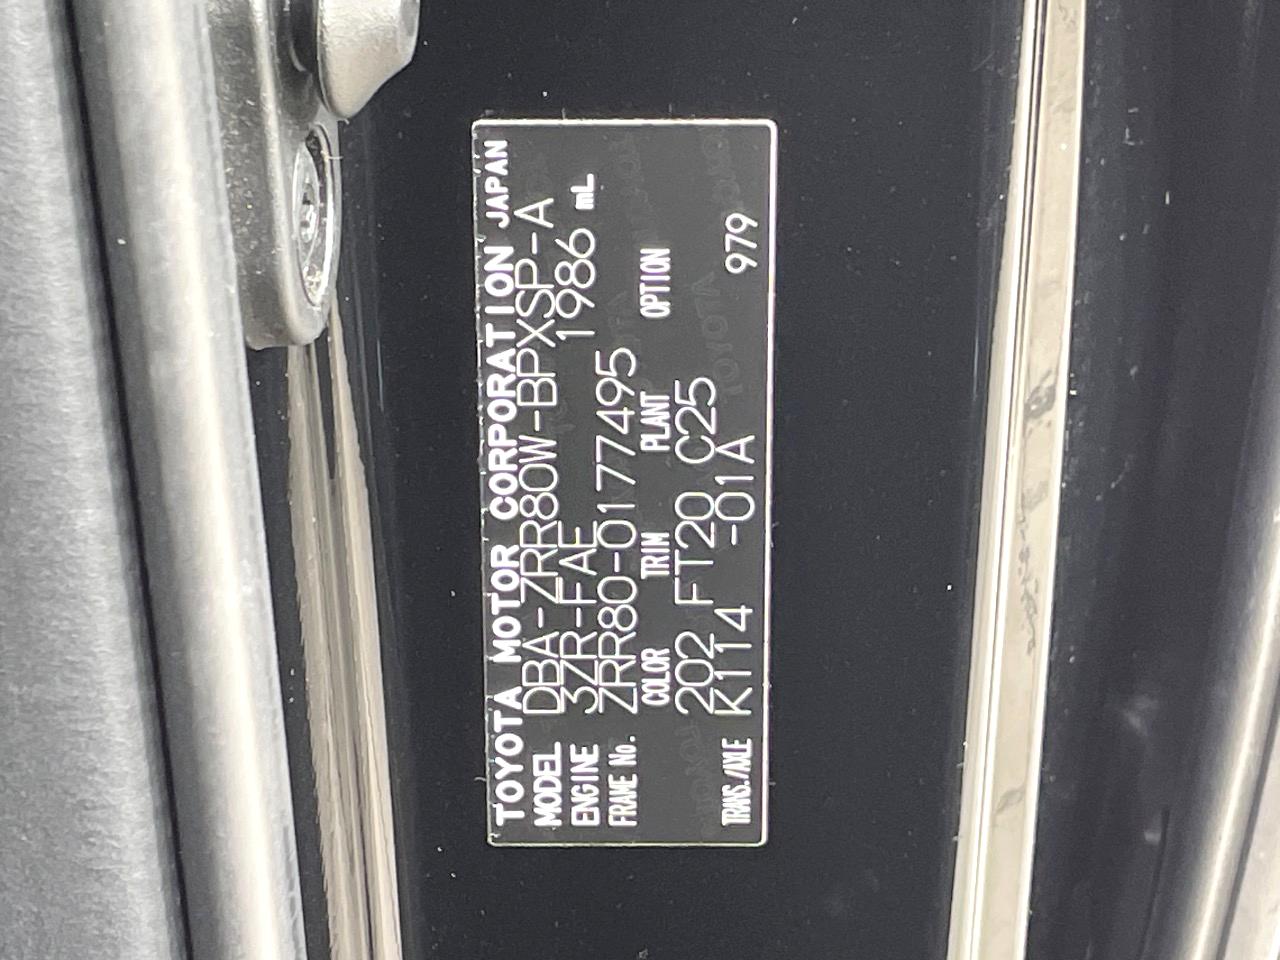 TOYOTA MOTOR CORPORATION JAPAN
MODEL DBA-ZRR80W-BPXSP-A
ENGINE 3ZR-FAE 1986 mL
FRAME No. ZRR80-0177495
COLOR TRIM PLANT OPTION
202 FT20 C25
TRANS./AXLE K114 -01A 979